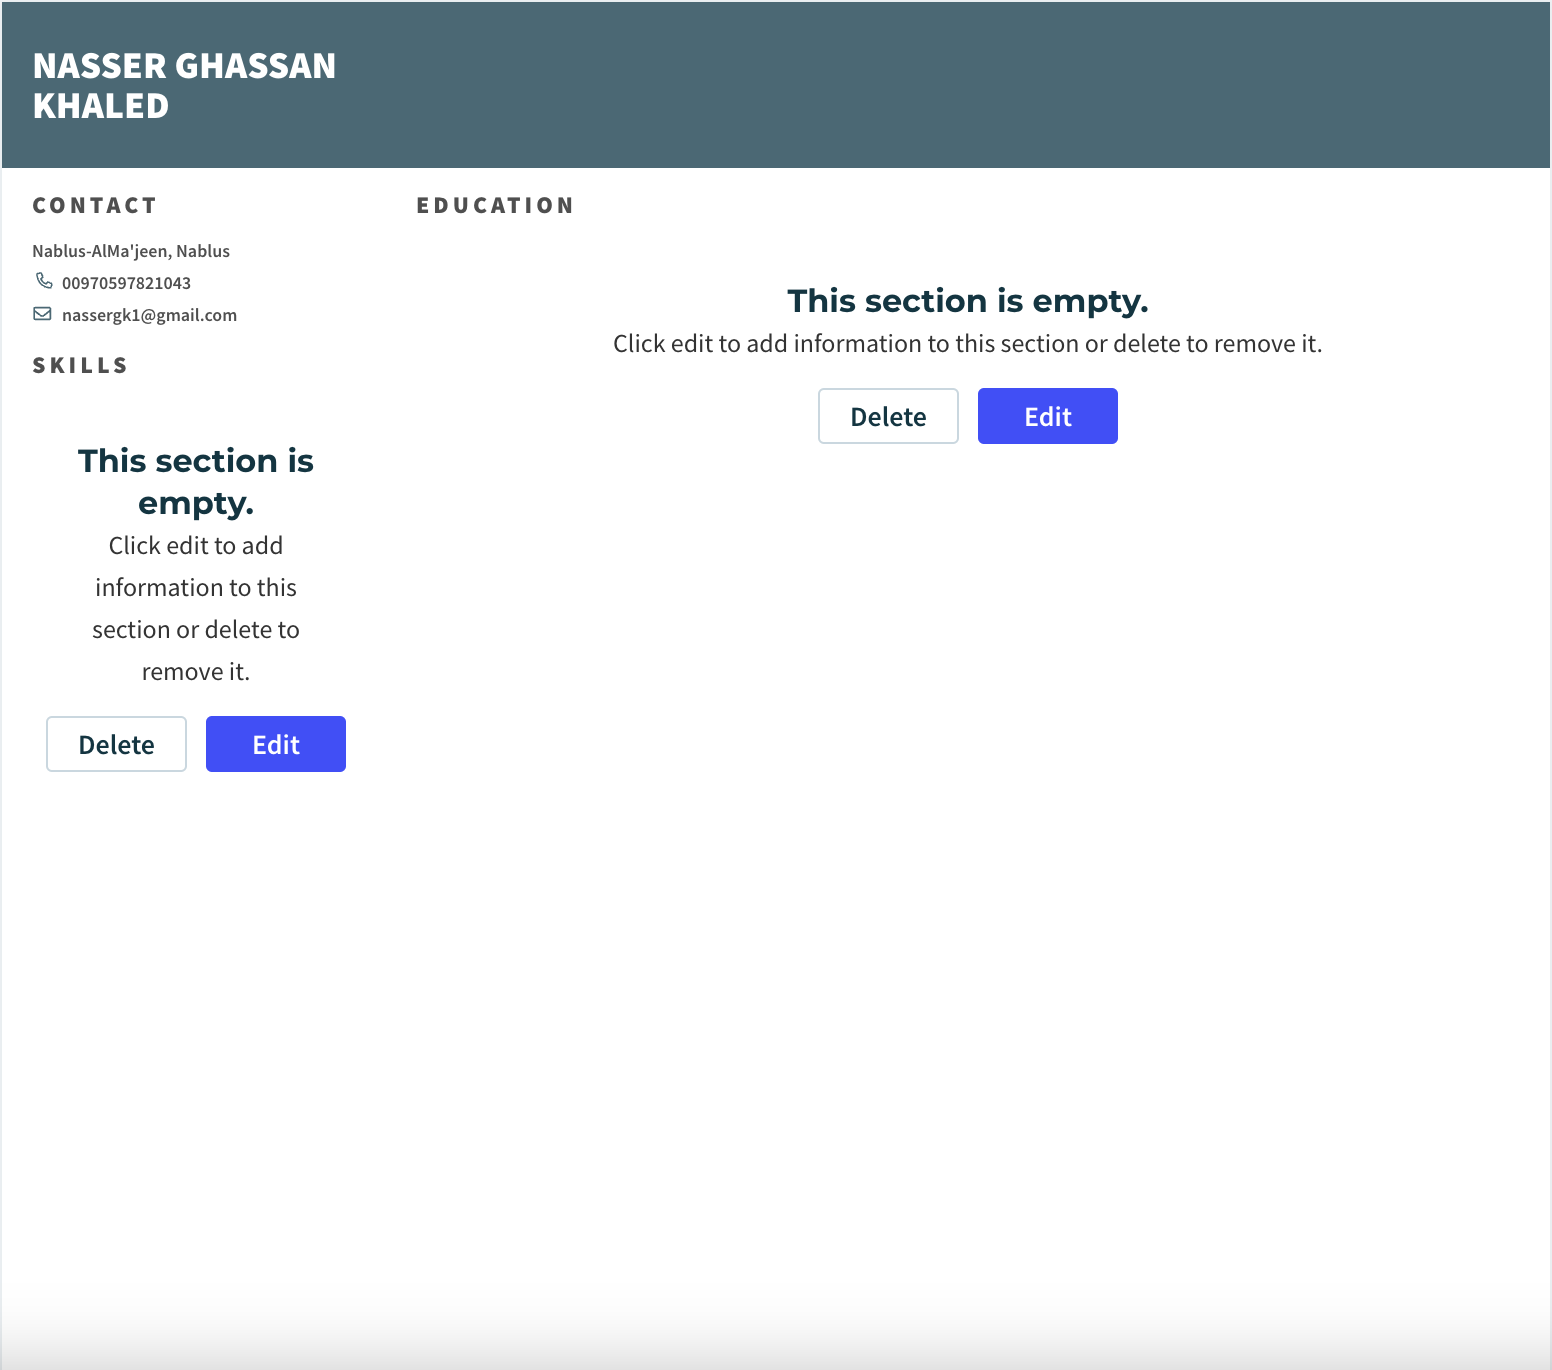 NASSER GHASSAN
KHALED
CONTACT
Nablus-AlMa'jeen, Nablus
00970597821043
nassergk1@gmail.com
SKILLS
This section is
empty.
Click edit to add
information to this
section or delete to
remove it.
Delete Edit
EDUCATION
This section is empty.
Click edit to add information to this section or delete to remove it.
Delete Edit